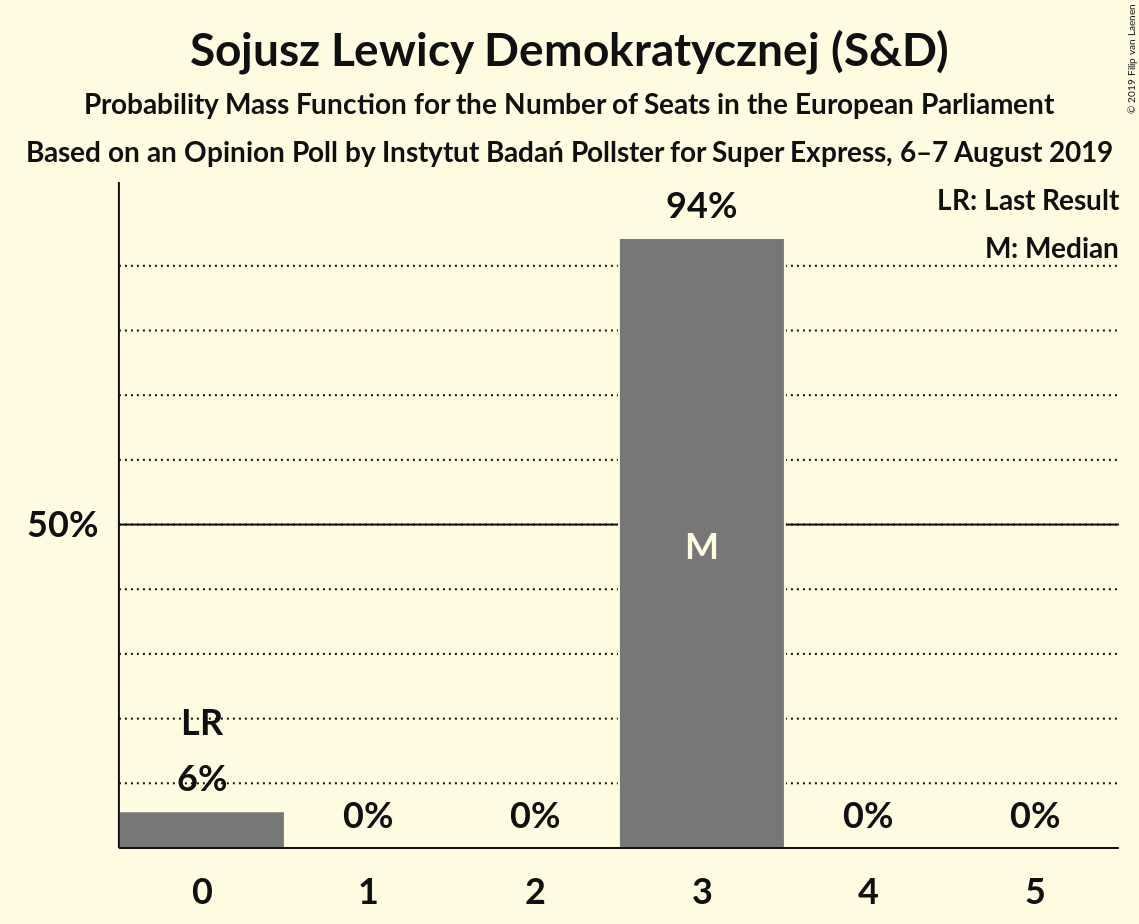 Sojusz Lewicy Demokratycznej (S&D)
Probability Mass Function for the Number of Seats in the European Parliament
Based on an Opinion Poll by Instytut Badań Pollster for Super Express, 6–7 August 2019
© 2019 Filip van Laenen
LR: Last Result
M: Median
94%
50%
M
LR
6%
0%
0%
0%
0%
0 1 2 3 4 5